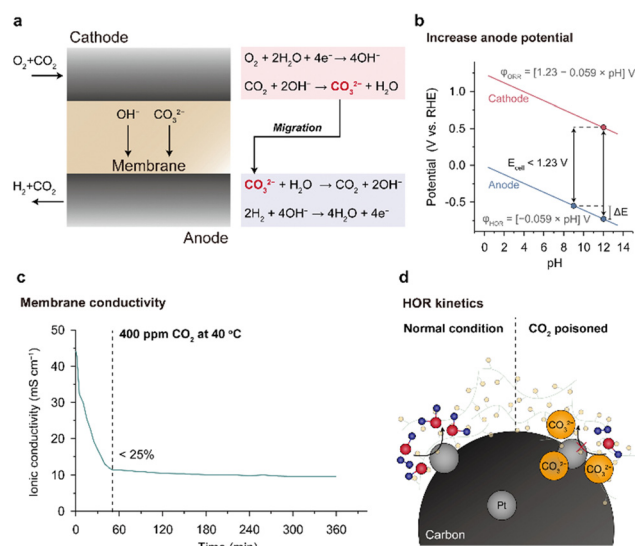 a
Cathode
O₂+CO₂
OH⁻ CO₃²⁻
Membrane
H₂+CO₂
Anode
O₂ + 2H₂O + 4e⁻ → 4OH⁻
CO₂ + 2OH⁻ → CO₃²⁻ + H₂O
Migration
CO₃²⁻ + H₂O → CO₂ + 2OH⁻
2H₂ + 4OH⁻ → 4H₂O + 4e⁻
b
Increase anode potential
φOER = [1.23 − 0.059 × pH] V
Cathode
Ecell < 1.23 V
Anode
ΔE
φHOR = [−0.059 × pH] V
Potential (V vs. RHE)
1.0
0.5
0.0
-0.5
0 2 4 6 8 10 12 14
pH
c
Membrane conductivity
400 ppm CO₂ at 40 °C
< 25%
Ionic conductivity (mS cm⁻¹)
50
40
30
20
10
0
0 60 120 180 240 300 360
Time (min)
d
HOR kinetics
Normal condition CO₂ poisoned
CO₃²⁻
CO₃²⁻
CO₃²⁻
Pt
Carbon